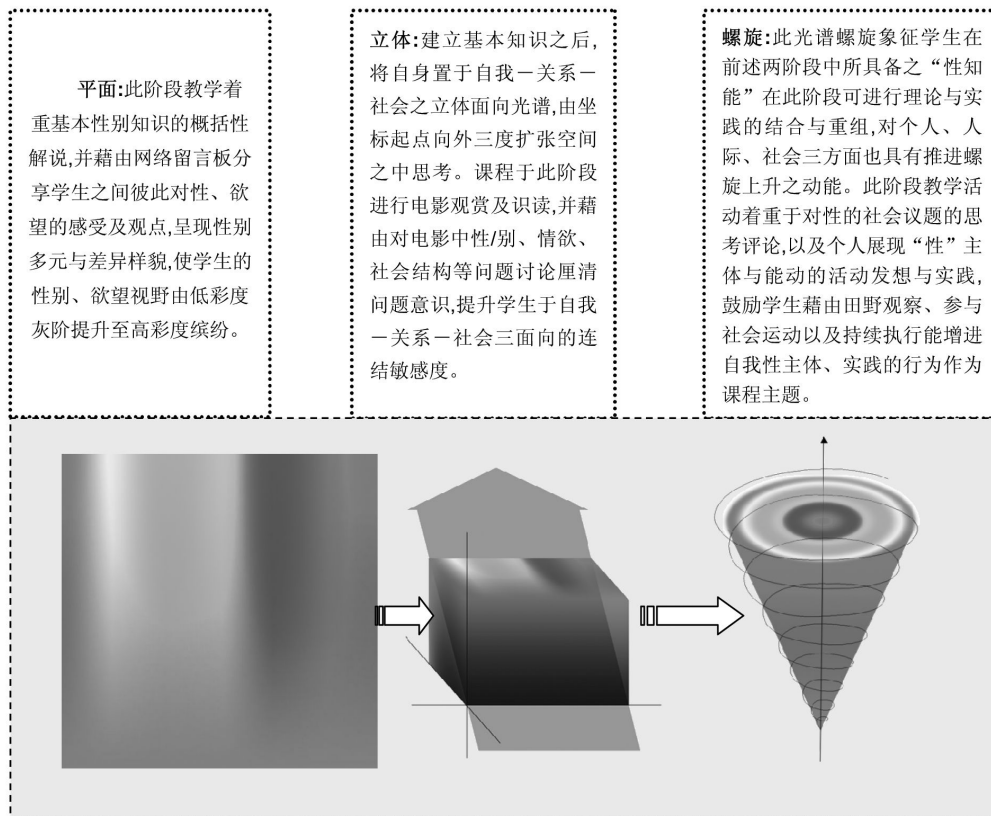 平面:此阶段教学着
重基本性别知识的概括性
解说,并藉由网络留言板分
享学生之间彼此对性、欲
望的感受及观点,呈现性别
多元与差异样貌,使学生的
性别、欲望视野由低彩度
灰阶提升至高彩度缤纷。
立体:建立基本知识之后,
将自身置于自我－关系－
社会之立体面向光谱,由坐
标起点向外三度扩张空间
之中思考。课程于此阶段
进行电影观赏及识读,并藉
由对电影中性/别、情欲、
社会结构等问题讨论厘清
问题意识,提升学生于自我
－关系－社会三面向的连
结敏感度。
螺旋:此光谱螺旋象征学生在
前述两阶段中所具备之“性知
能”在此阶段可进行理论与实
践的结合与重组,对个人、人
际、社会三方面也具有推进螺
旋上升之动能。此阶段教学活
动着重于对性的社会议题的思
考评论,以及个人展现“性”主
体与能动的活动发想与实践,
鼓励学生藉由田野观察、参与
社会运动以及持续执行能增进
自我性主体、实践的行为作为
课程主题。